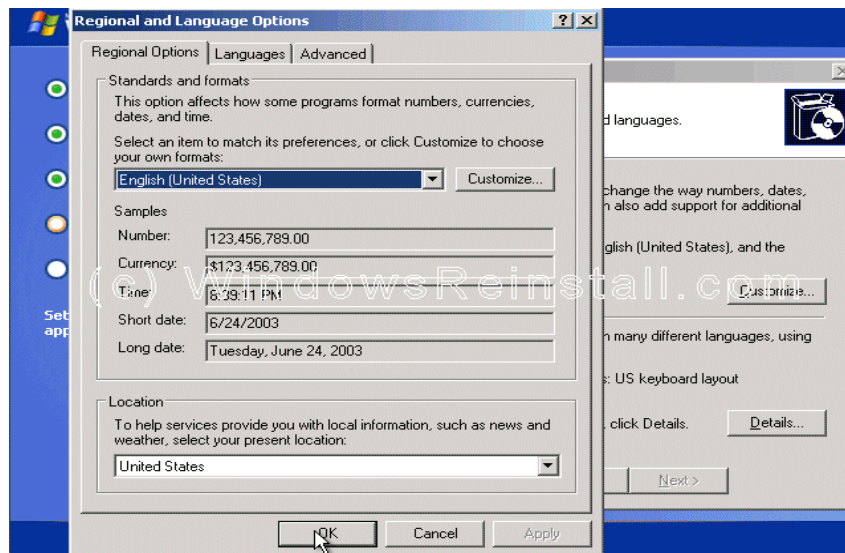 Regional and Language Options
Regional Options Languages Advanced
Standards and formats
This option affects how some programs format numbers, currencies,
dates, and time.
Select an item to match its preferences, or click Customize to choose
your own formats:
English (United States) Customize...
Samples
Number: 123,456,789.00
Currency: $123,456,789.00
Time: 8:39:11 PM
Short date: 6/24/2003
Long date: Tuesday, June 24, 2003
Location
To help services provide you with local information, such as news and
weather, select your present location:
United States
OK Cancel Apply
d languages.
change the way numbers, dates,
n also add support for additional
glish (United States), and the
Customize...
n many different languages, using
s: US keyboard layout
, click Details. Details...
Next >
Set
app
(c) WindowsReinstall.com